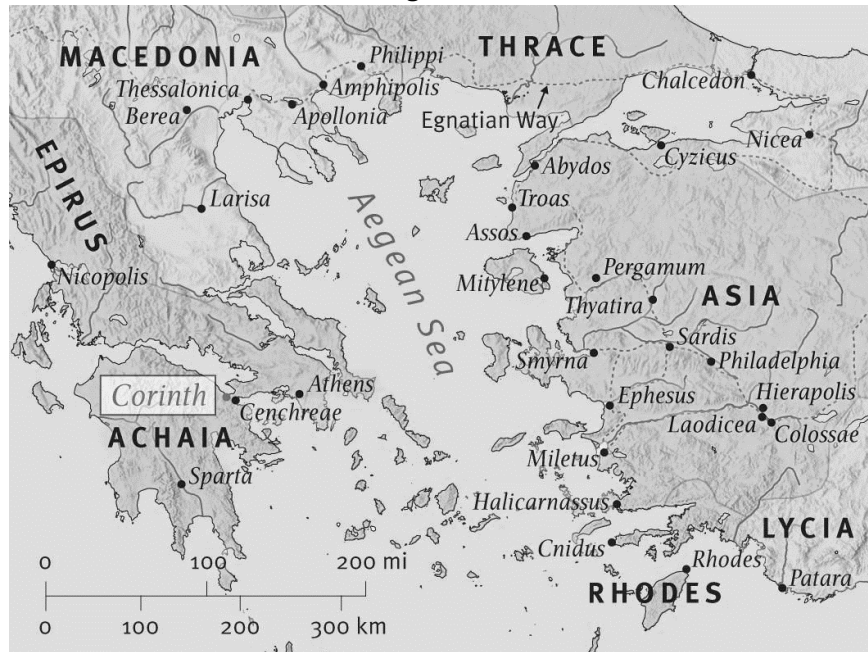 MACEDONIA
THRACE
Philippi
Thessalonica
Amphipolis
Chalcedon
Berea
Apollonia
Egnatian Way
Nicea
Cyzicus
Abydos
EPIRUS
Larisa
Troas
Aegean Sea
Assos
Nicopolis
Mitylene
Pergamum
Thyatira
ASIA
Sardis
Smyrna
Philadelphia
Corinth
Athens
Cenchreae
Ephesus
Hierapolis
Laodicea
Colossae
ACHAIA
Miletus
Sparta
Halicarnassus
LYCIA
Cnidus
Rhodes
RHODES
Patara
0 100 200 mi
0 100 200 300 km